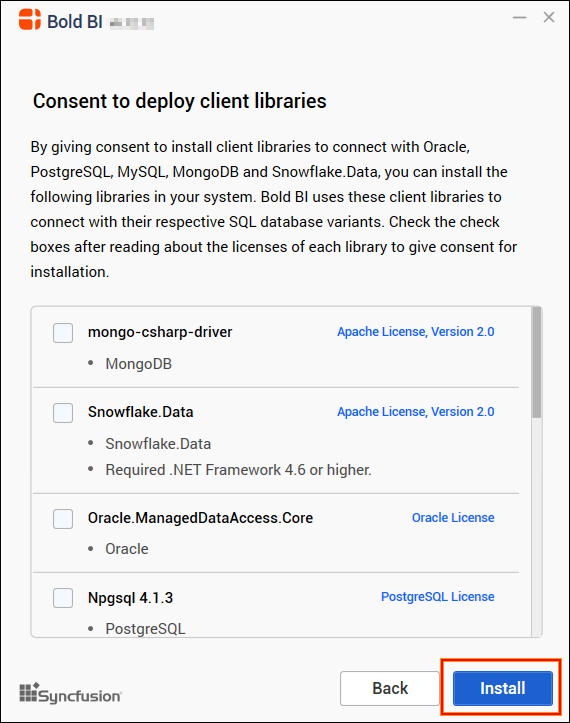 Bold BI
Consent to deploy client libraries
By giving consent to install client libraries to connect with Oracle,
PostgreSQL, MySQL, MongoDB and Snowflake.Data, you can install the
following libraries in your system. Bold BI uses these client libraries to
connect with their respective SQL database variants. Check the check
boxes after reading about the licenses of each library to give consent for
installation.
mongo-csharp-driver Apache License, Version 2.0
• MongoDB
Snowflake.Data Apache License, Version 2.0
• Snowflake.Data
• Required .NET Framework 4.6 or higher.
Oracle.ManagedDataAccess.Core Oracle License
• Oracle
Npgsql 4.1.3 PostgreSQL License
• PostgreSQL
Syncfusion Back Install